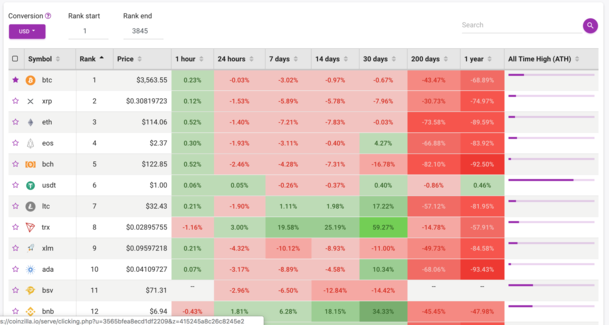 Conversion Rank start Rank end
USD 1 3845 Search
Symbol Rank Price 1 hour 24 hours 7 days 14 days 30 days 200 days 1 year All Time High (ATH)
btc 1 $3,563.55 0.23% -0.03% -3.02% -0.97% -0.67% -43.47% -68.89%
xrp 2 $0.30819723 0.12% -1.53% -5.89% -5.78% -7.96% -30.73% -74.97%
eth 3 $114.06 0.52% -1.40% -7.21% -7.83% -0.03% -73.58% -89.59%
eos 4 $2.37 0.30% -1.93% -3.11% -0.40% 4.27% -66.88% -83.92%
bch 5 $122.85 0.52% -2.46% -4.28% -7.31% -16.78% -82.10% -92.50%
usdt 6 $1.00 0.06% 0.05% -0.26% -0.37% 0.40% -0.86% 0.46%
ltc 7 $32.43 0.21% -1.90% 1.11% 1.98% 17.22% -57.12% -81.95%
trx 8 $0.02895755 -1.16% 3.00% 19.58% 25.19% 59.27% -14.78% -57.91%
xlm 9 $0.09597218 0.21% -4.32% -10.12% -8.93% -11.00% -49.73% -84.58%
ada 10 $0.04109727 0.07% -3.17% -8.89% -4.58% 10.34% -68.06% -93.43%
bsv 11 $71.31 – -2.96% -6.50% -12.84% -14.42% – –
bnb 12 $6.94 -0.43% 1.81% 6.28% 18.15% 34.33% -45.45% -47.98%
s://coinzilla.io/serve/clicking.php?u=3565bfea8ecd1df2209&z=415245a8c26c8245e2